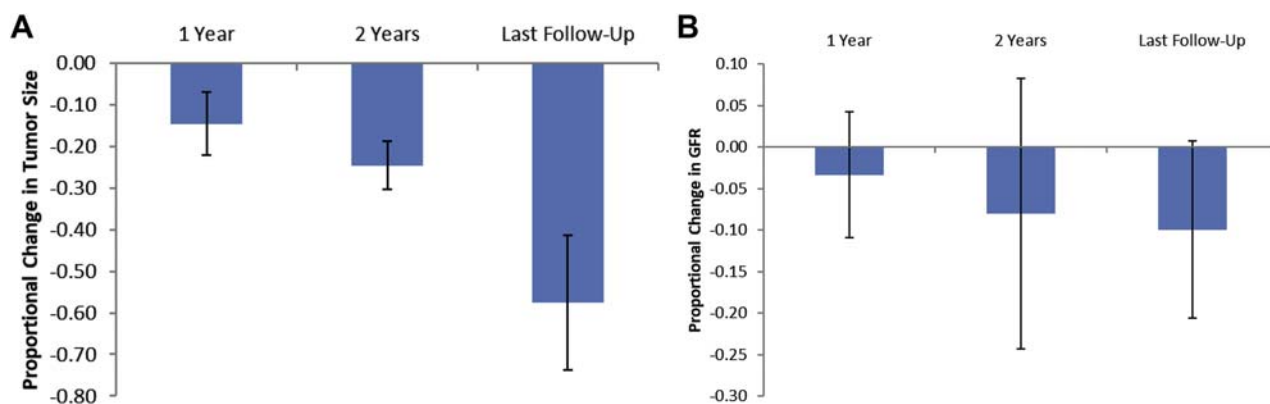 A
1 Year
2 Years
Last Follow-Up
Proportional Change in Tumor Size
0.00
-0.10
-0.20
-0.30
-0.40
-0.50
-0.60
-0.70
-0.80
B
1 Year
2 Years
Last Follow-Up
Proportional Change in GFR
0.10
0.05
0.00
-0.05
-0.10
-0.15
-0.20
-0.25
-0.30